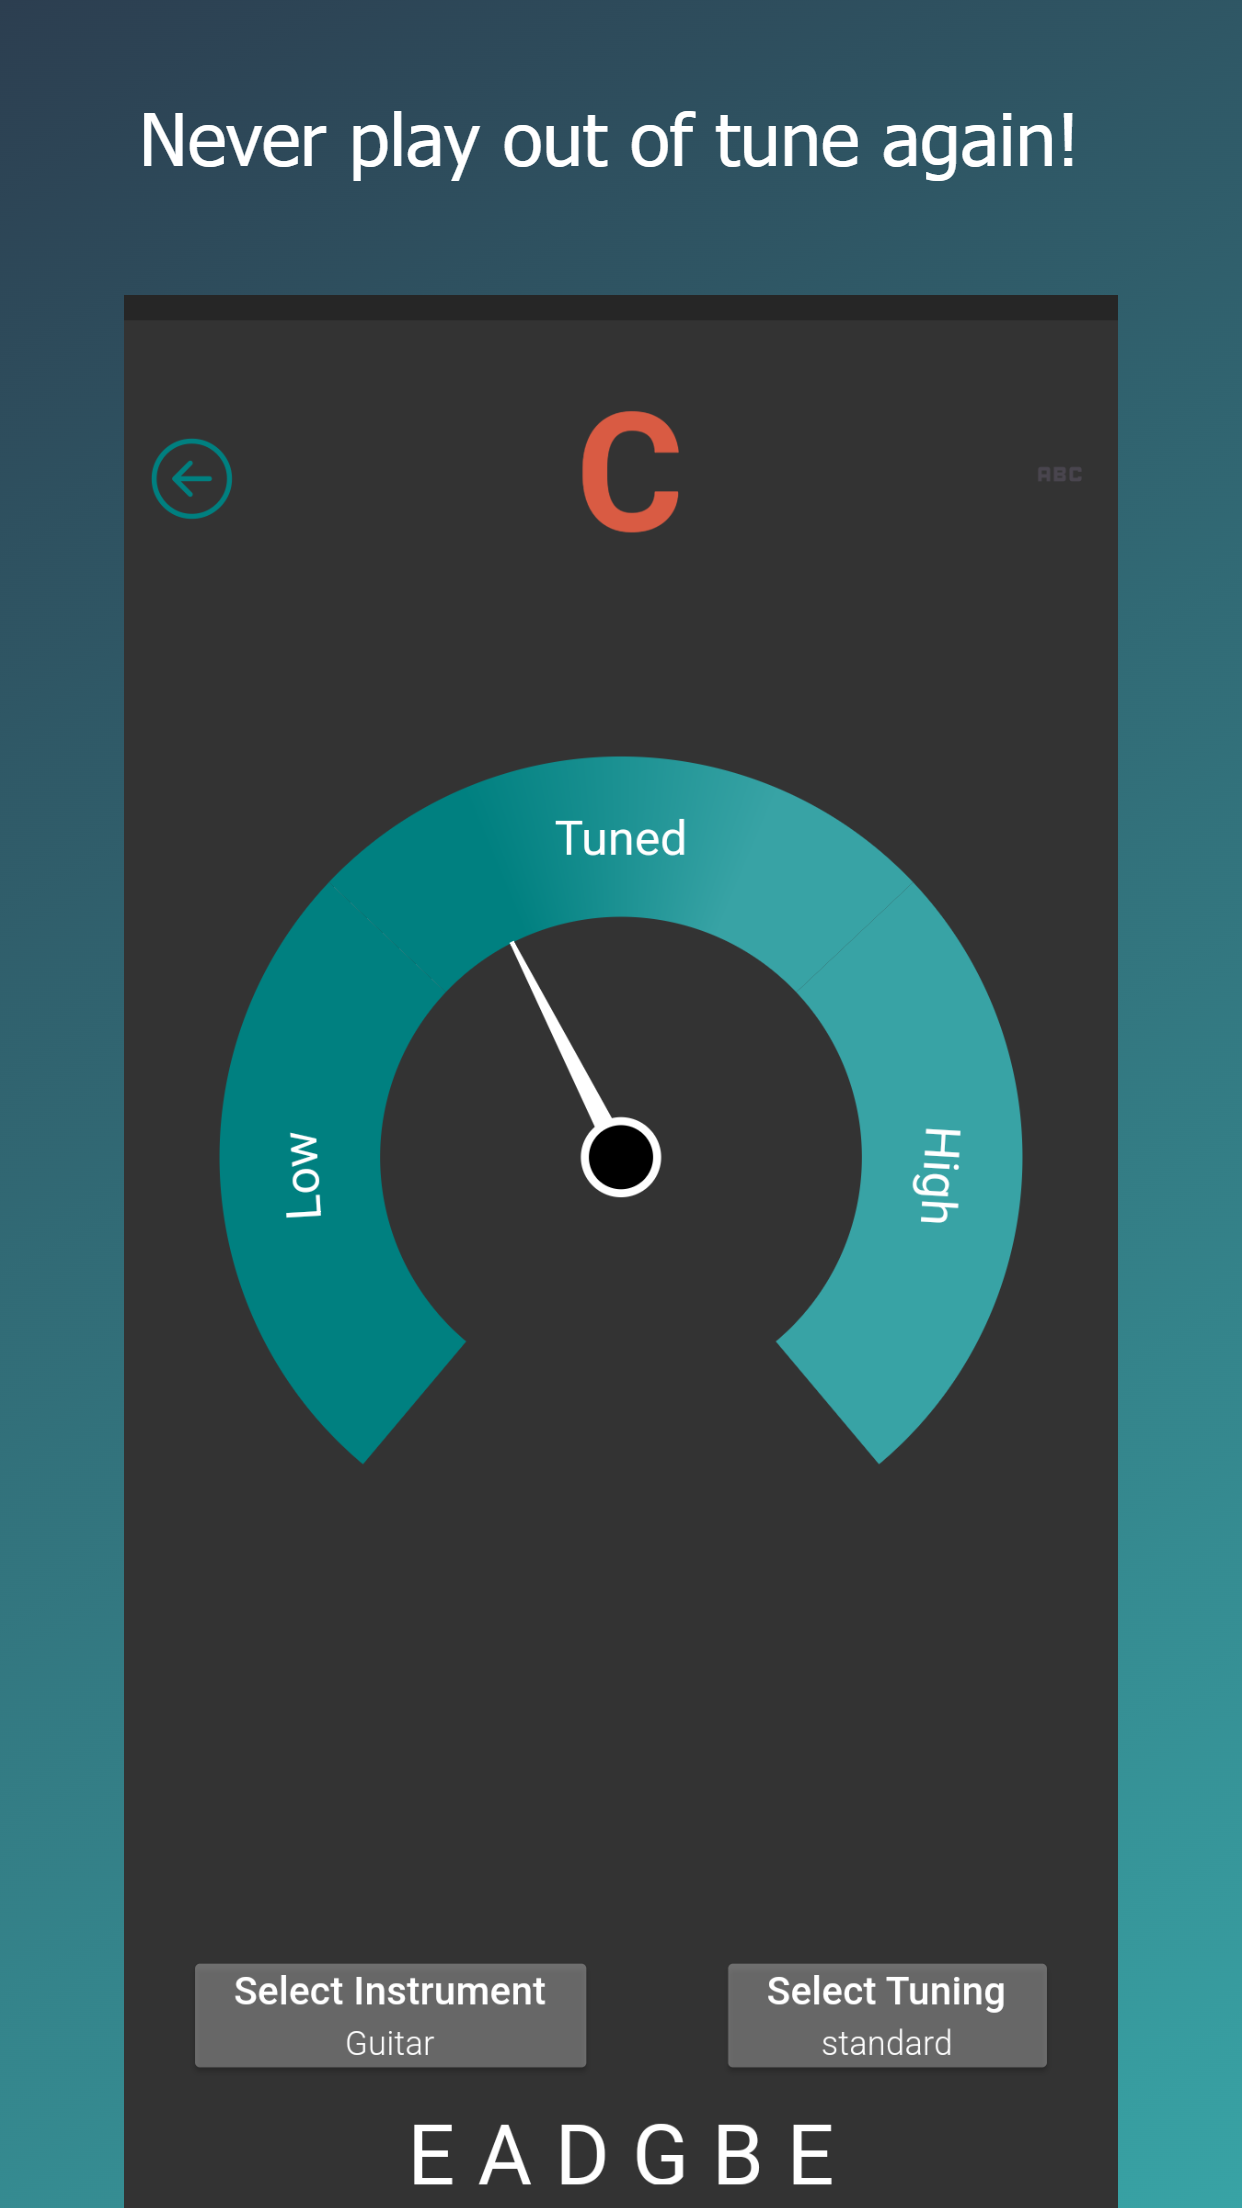 Never play out of tune again!
C
ABC
Tuned
Low
High
Select Instrument
Guitar
Select Tuning
standard
E A D G B E